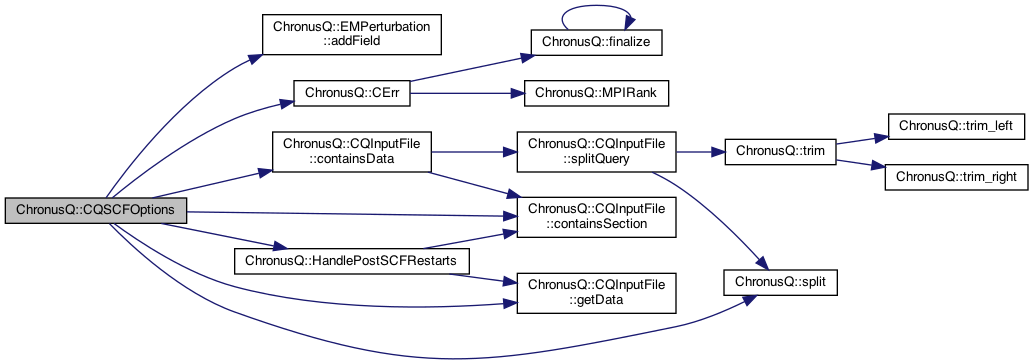 ChronusQ::CQSCFOptions
ChronusQ::EMPerturbation
::addField
ChronusQ::CErr
ChronusQ::finalize
ChronusQ::MPIRank
ChronusQ::CQInputFile
::containsData
ChronusQ::CQInputFile
::splitQuery
ChronusQ::trim
ChronusQ::trim_left
ChronusQ::trim_right
ChronusQ::CQInputFile
::containsSection
ChronusQ::HandlePostSCFRestarts
ChronusQ::CQInputFile
::getData
ChronusQ::split